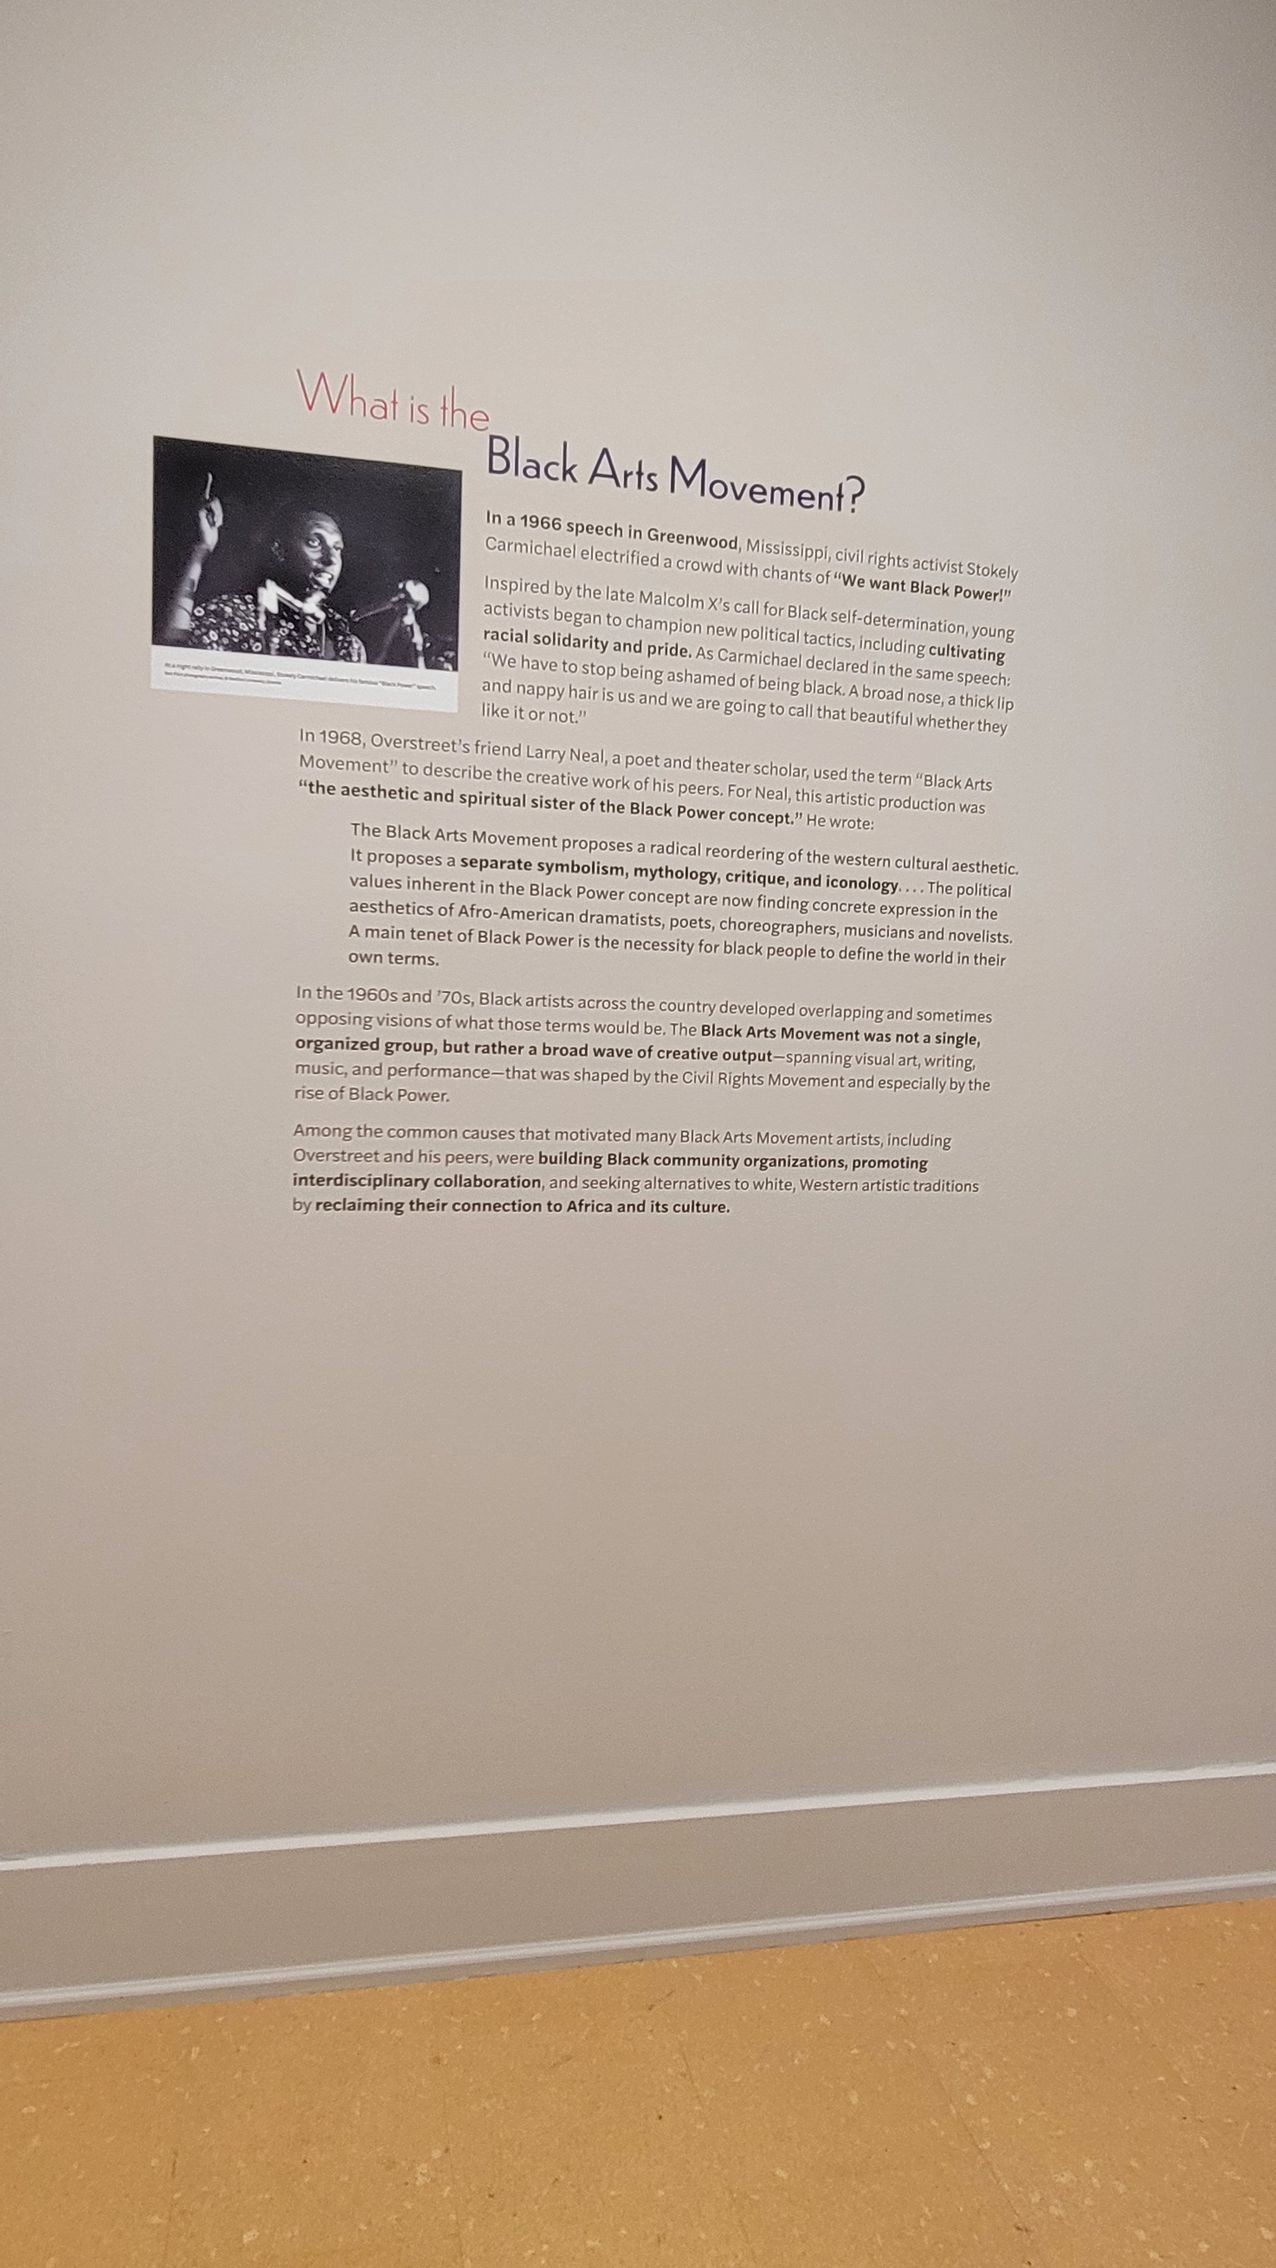 What is the
Black Arts Movement?
In a 1966 speech in Greenwood, Mississippi, civil rights activist Stokely
Carmichael electrified a crowd with chants of “We want Black Power!”
Inspired by the late Malcolm X’s call for Black self-determination, young
activists began to champion new political tactics, including cultivating
racial solidarity and pride. As Carmichael declared in the same speech:
“We have to stop being ashamed of being black. A broad nose, a thick lip
and nappy hair is us and we are going to call that beautiful whether they
like it or not.”
At a night rally in Greenwood, Mississippi, Stokely Carmichael delivers his famous “Black Power” speech.
In 1968, Overstreet’s friend Larry Neal, a poet and theater scholar, used the term “Black Arts
Movement” to describe the creative work of his peers. For Neal, this artistic production was
“the aesthetic and spiritual sister of the Black Power concept.” He wrote:
The Black Arts Movement proposes a radical reordering of the western cultural aesthetic.
It proposes a separate symbolism, mythology, critique, and iconology. . . . The political
values inherent in the Black Power concept are now finding concrete expression in the
aesthetics of Afro-American dramatists, poets, choreographers, musicians and novelists.
A main tenet of Black Power is the necessity for black people to define the world in their
own terms.
In the 1960s and ’70s, Black artists across the country developed overlapping and sometimes
opposing visions of what those terms would be. The Black Arts Movement was not a single,
organized group, but rather a broad wave of creative output—spanning visual art, writing,
music, and performance—that was shaped by the Civil Rights Movement and especially by the
rise of Black Power.
Among the common causes that motivated many Black Arts Movement artists, including
Overstreet and his peers, were building Black community organizations, promoting
interdisciplinary collaboration, and seeking alternatives to white, Western artistic traditions
by reclaiming their connection to Africa and its culture.